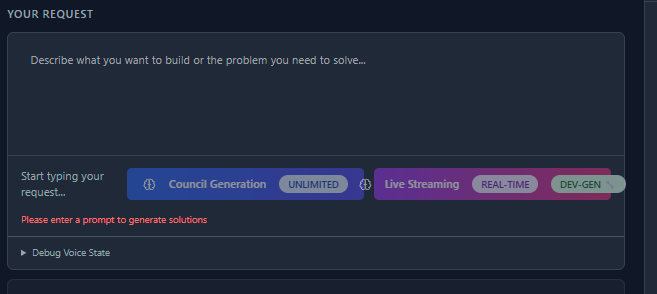 YOUR REQUEST
Describe what you want to build or the problem you need to solve...
Start typing your
request...
Council Generation UNLIMITED
Live Streaming REAL-TIME DEV-GEN
Please enter a prompt to generate solutions
Debug Voice State